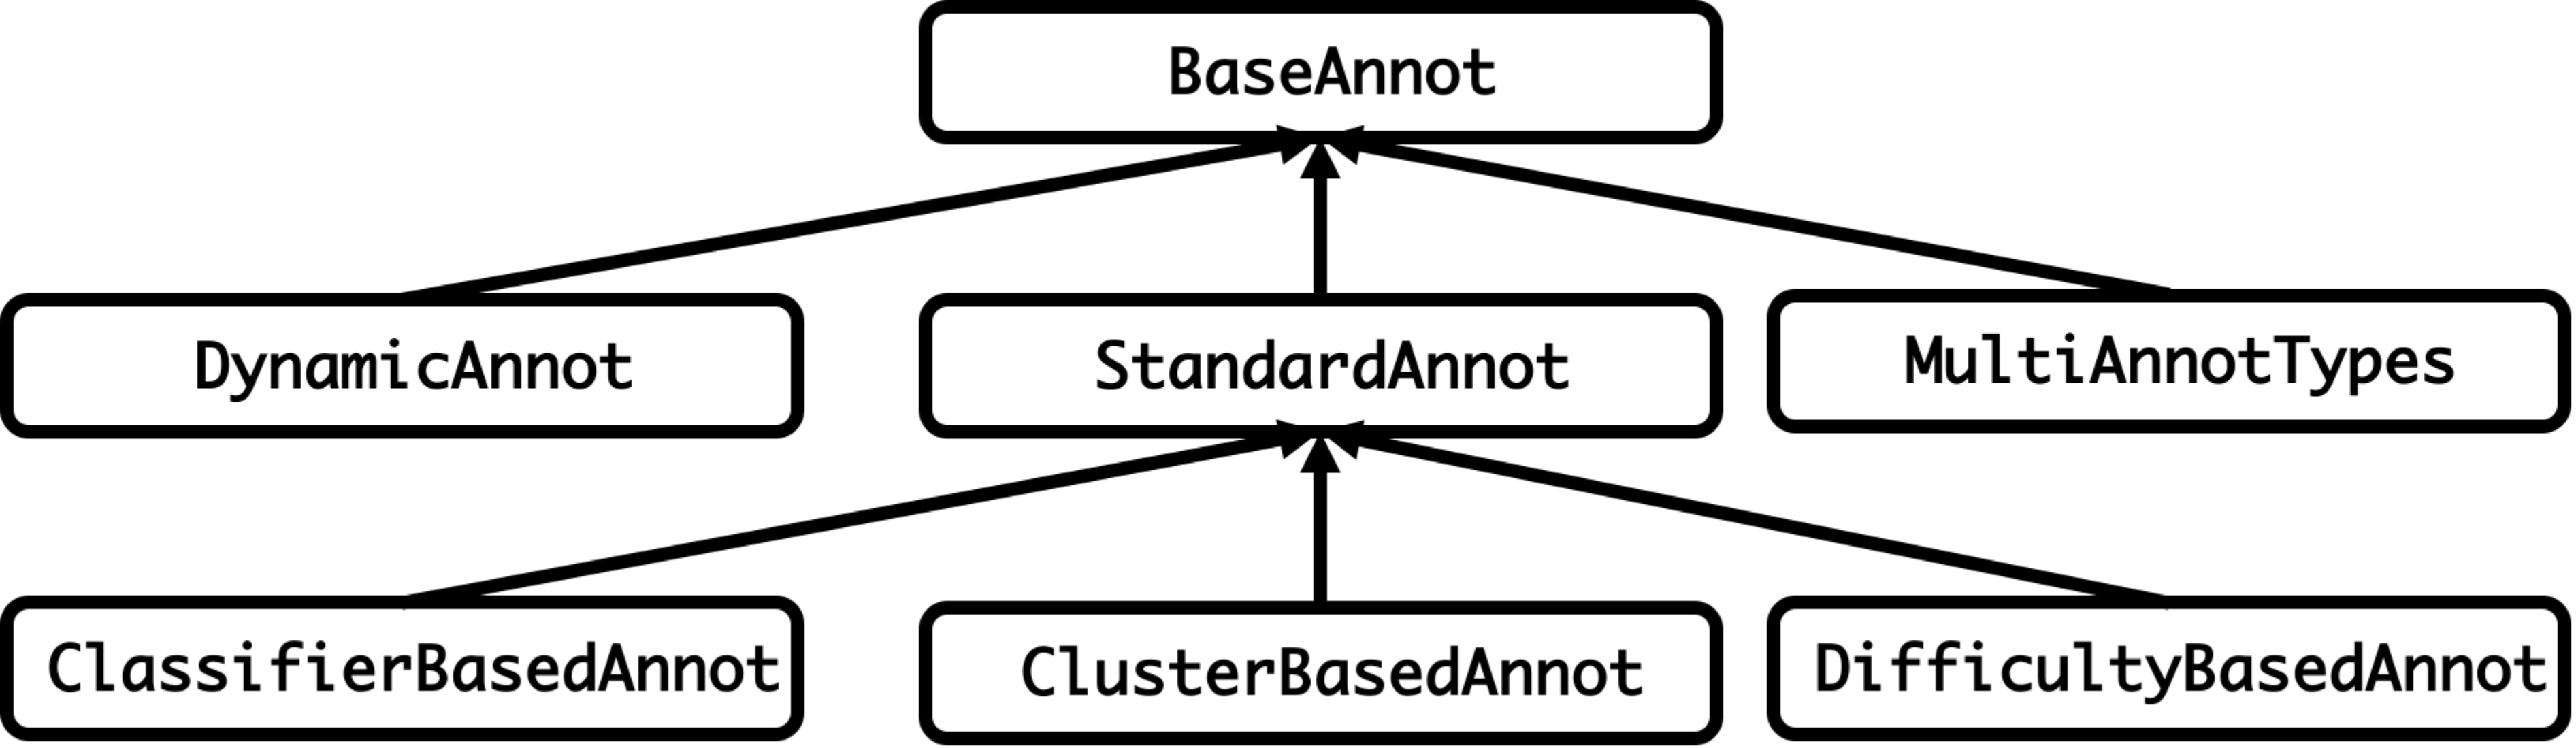 BaseAnnot
DynamicAnnot
StandardAnnot
MultiAnnotTypes
ClassifierBasedAnnot
ClusterBasedAnnot
DifficultyBasedAnnot